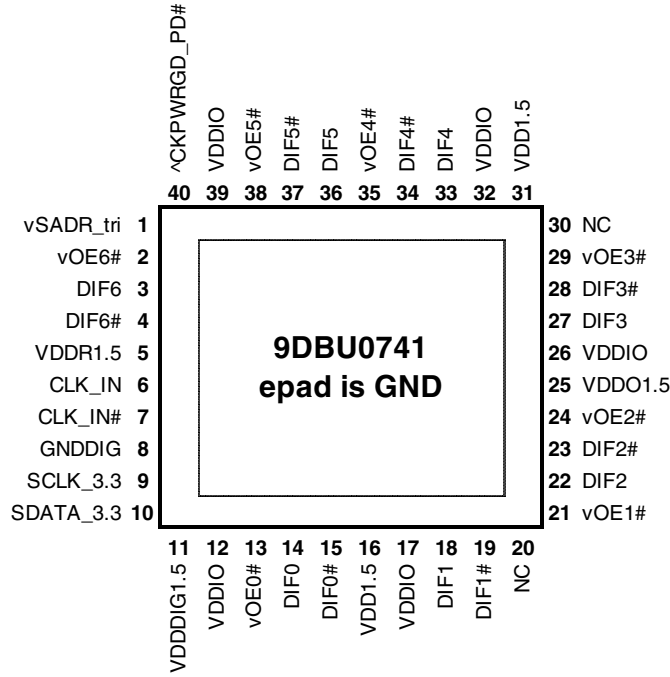 ^CKPWRGD_PD#
VDDIO
vOE5#
DIF5#
DIF5
vOE4#
DIF4#
DIF4
VDDIO
VDD1.5
40 39 38 37 36 35 34 33 32 31
vSADR_tri 1
vOE6# 2
DIF6 3
DIF6# 4
VDDR1.5 5
CLK_IN 6
CLK_IN# 7
GNDDIG 8
SCLK_3.3 9
SDATA_3.3 10
9DBU0741
epad is GND
30 NC
29 vOE3#
28 DIF3#
27 DIF3
26 VDDIO
25 VDDO1.5
24 vOE2#
23 DIF2#
22 DIF2
21 vOE1#
11 12 13 14 15 16 17 18 19 20
VDDDIG1.5
VDDIO
vOE0#
DIF0
DIF0#
VDD1.5
VDDIO
DIF1
DIF1#
NC